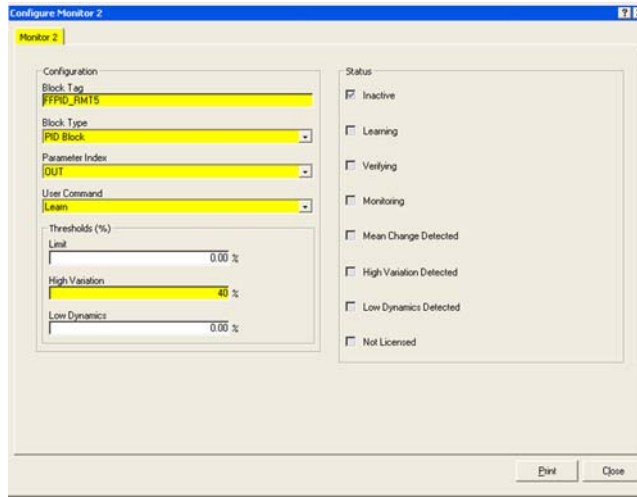 Configure Monitor 2
?
Monitor 2
Configuration
Block Tag
FFPID_RMT5
Block Type
PID Block
Parameter Index
OUT
User Command
Learn
Thresholds (%)
Limit
0.00 %
High Variation
40 %
Low Dynamics
0.00 %
Status
Inactive
Learning
Verifying
Monitoring
Mean Change Detected
High Variation Detected
Low Dynamics Detected
Not Licensed
Print
Close